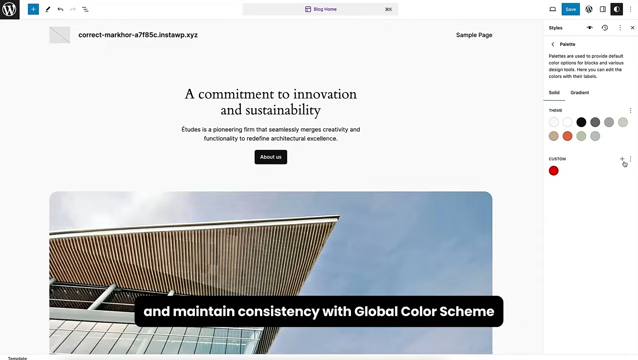 Blog Home
⌘K
Save
Styles
correct-markhor-a7f85c.instawp.xyz
Sample Page
A commitment to innovation
and sustainability
Études is a pioneering firm that seamlessly merges creativity and
functionality to redefine architectural excellence.
About us
and maintain consistency with Global Color Scheme
Palette
Palettes are used to provide default
color options for blocks and various
design tools. Here you can edit the
colors with their labels.
Solid
Gradient
THEME
CUSTOM
Template